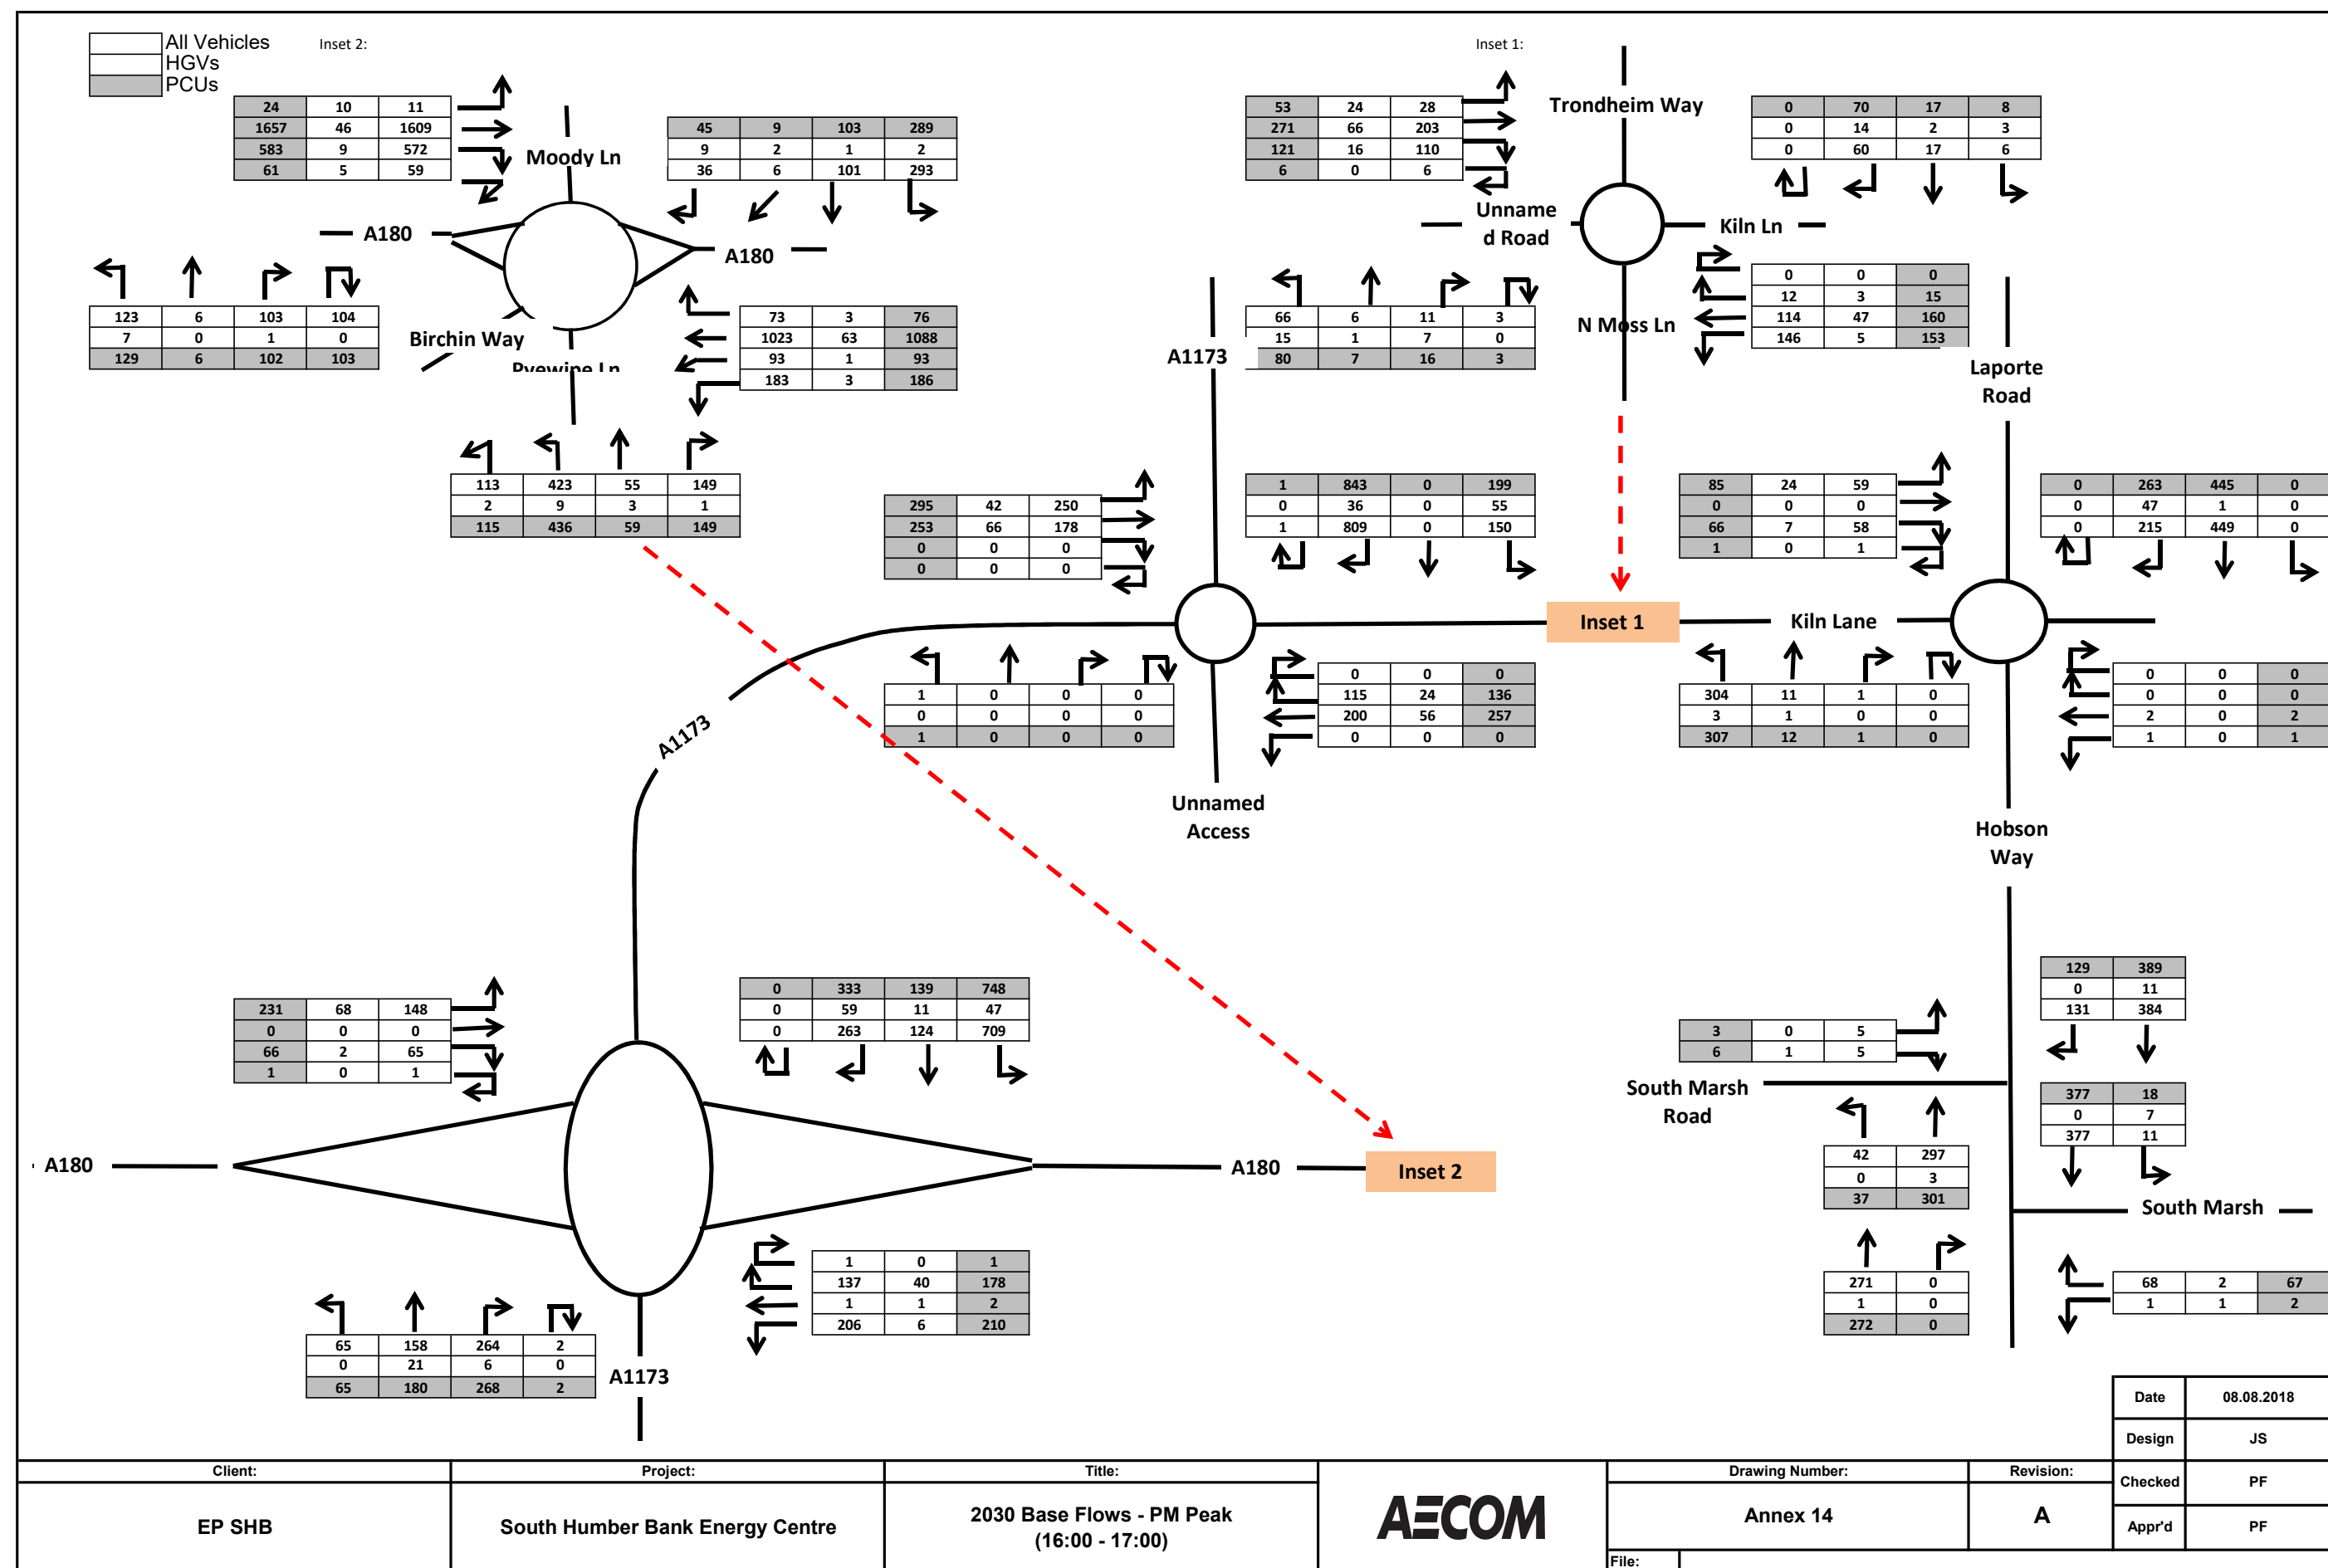 All Vehicles
HGVs
PCUs
Inset 2:
24 10 11
1657 46 1609
583 9 572
61 5 59
Moody Ln
45 9 103 289
9 2 1 2
36 6 101 293
A180
A180
123 6 103 104
7 0 1 0
129 6 102 103
Birchin Way
Pyewipe Ln
73 3 76
1023 63 1088
93 1 93
183 3 186
113 423 55 149
2 9 3 1
115 436 59 149
Inset 1:
53 24 28
271 66 203
121 16 110
6 0 6
Trondheim Way
0 70 17 8
0 14 2 3
0 60 17 6
Unname
d Road
Kiln Ln
N Moss Ln
66 6 11 3
15 1 7 0
80 7 16 3
0 0 0
12 3 15
114 47 160
146 5 153
A1173
Laporte
Road
295 42 250
253 66 178
0 0 0
0 0 0
1 843 0 199
0 36 0 55
1 809 0 150
85 24 59
0 0 0
66 7 58
1 0 1
0 263 445 0
0 47 1 0
0 215 449 0
Inset 1
Kiln Lane
1 0 0 0
0 0 0 0
1 0 0 0
0 0 0
115 24 136
200 56 257
0 0 0
304 11 1 0
3 1 0 0
307 12 1 0
0 0 0
0 0 0
2 0 2
1 0 1
A1173
Unnamed
Access
Hobson
Way
231 68 148
0 0 0
66 2 65
1 0 1
0 333 139 748
0 59 11 47
0 263 124 709
129 389
0 11
131 384
3 0 5
6 1 5
South Marsh
Road
377 18
0 7
377 11
42 297
0 3
37 301
A180
A180
Inset 2
South Marsh
271 0
1 0
272 0
68 2 67
1 1 2
1 0 1
137 40 178
1 1 2
206 6 210
65 158 264 2
0 21 6 0
65 180 268 2
A1173
Date 08.08.2018
Design JS
Checked PF
Appr'd PF
Client:
EP SHB
Project:
South Humber Bank Energy Centre
Title:
2030 Base Flows - PM Peak
(16:00 - 17:00)
AECOM
Drawing Number:
Annex 14
Revision:
A
File: